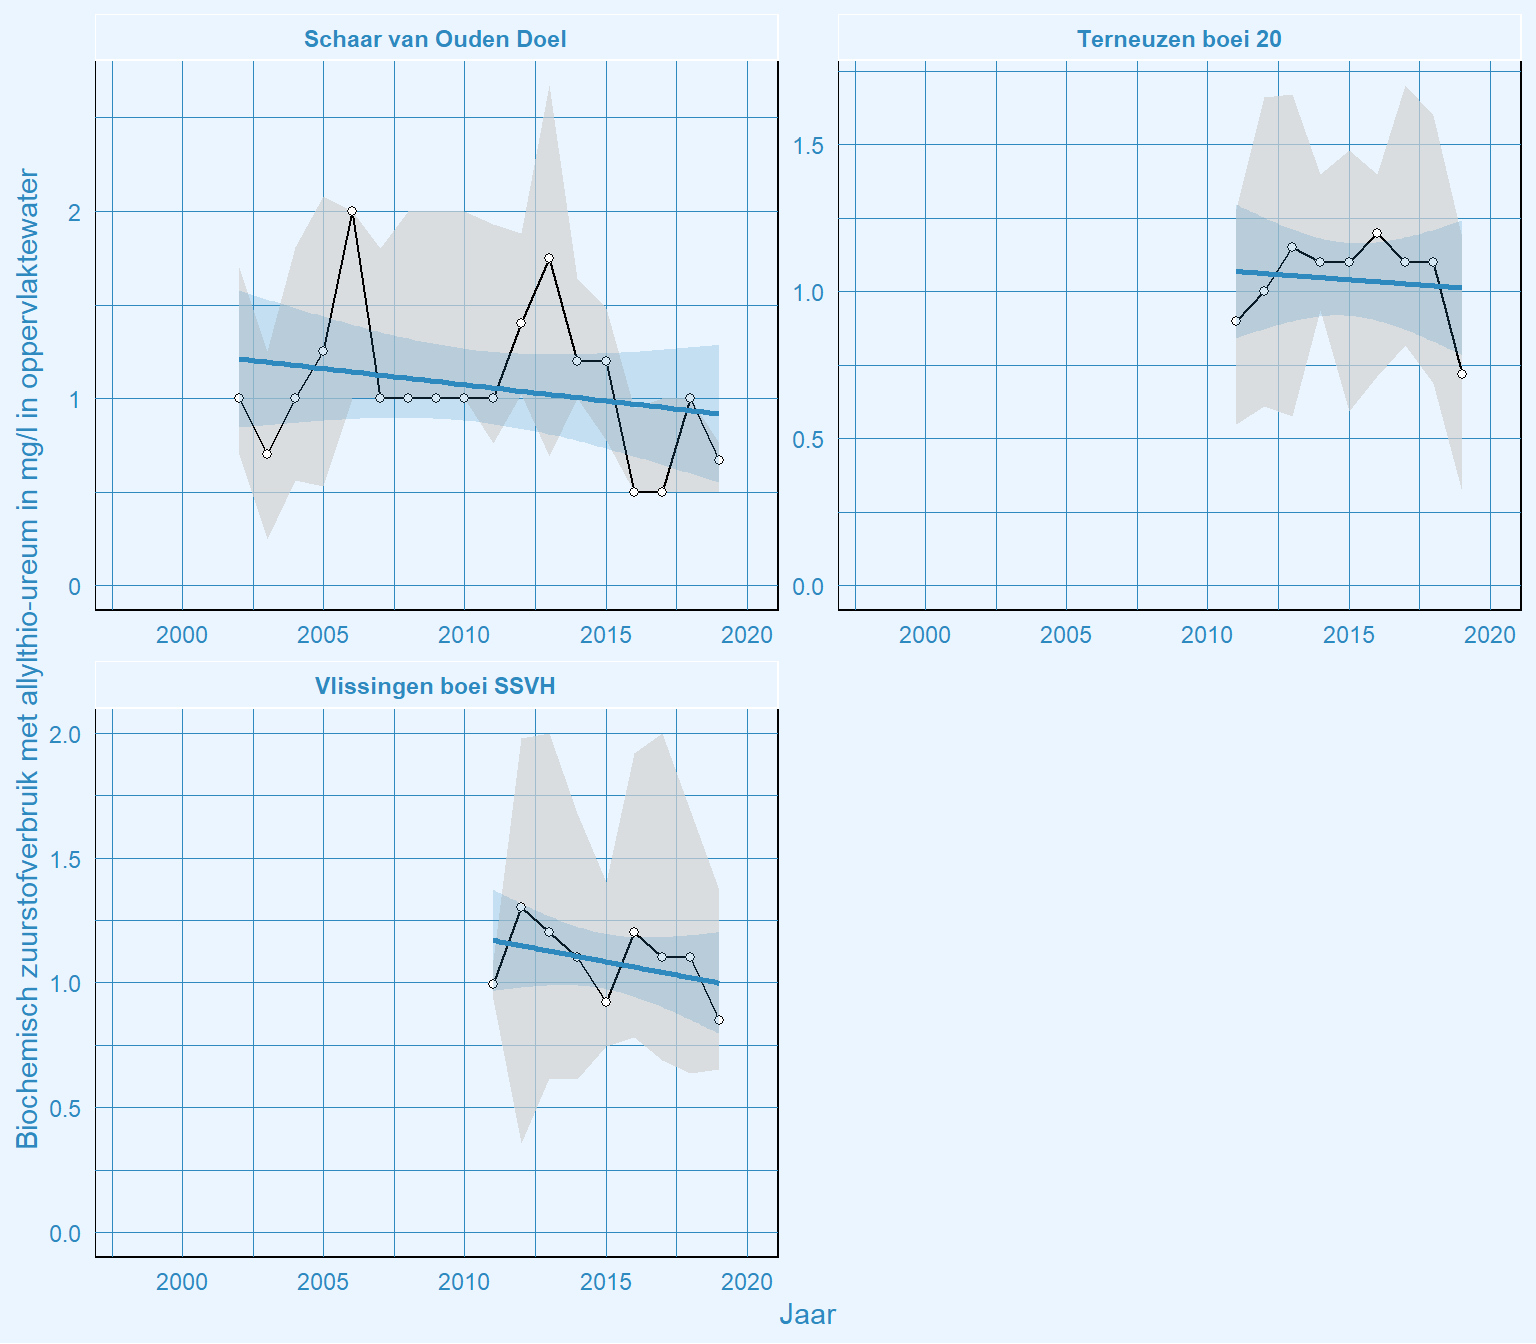 Schaar van Ouden Doel
Terneuzen boei 20
2
1
0
1.5
1.0
0.5
0.0
2000 2005 2010 2015 2020
2000 2005 2010 2015 2020
Vlissingen boei SSVH
2.0
1.5
1.0
0.5
0.0
2000 2005 2010 2015 2020
Jaar
Biochemisch zuurstofverbruik met allylthio-ureum in mg/l in oppervlaktewater